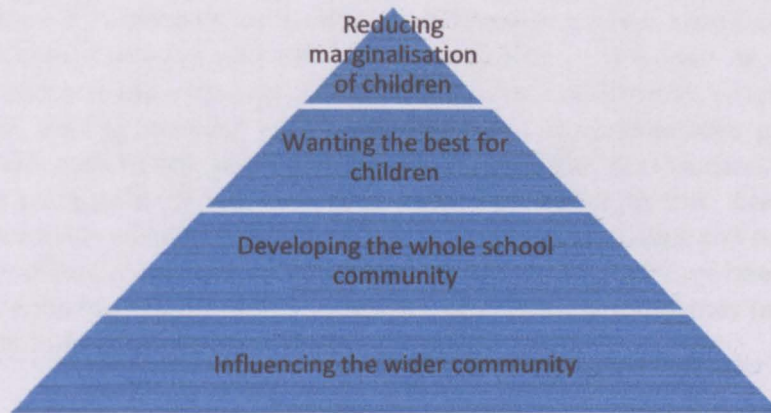 Reducing
marginalisation
of children
Wanting the best for
children
Developing the whole school
community
Influencing the wider community